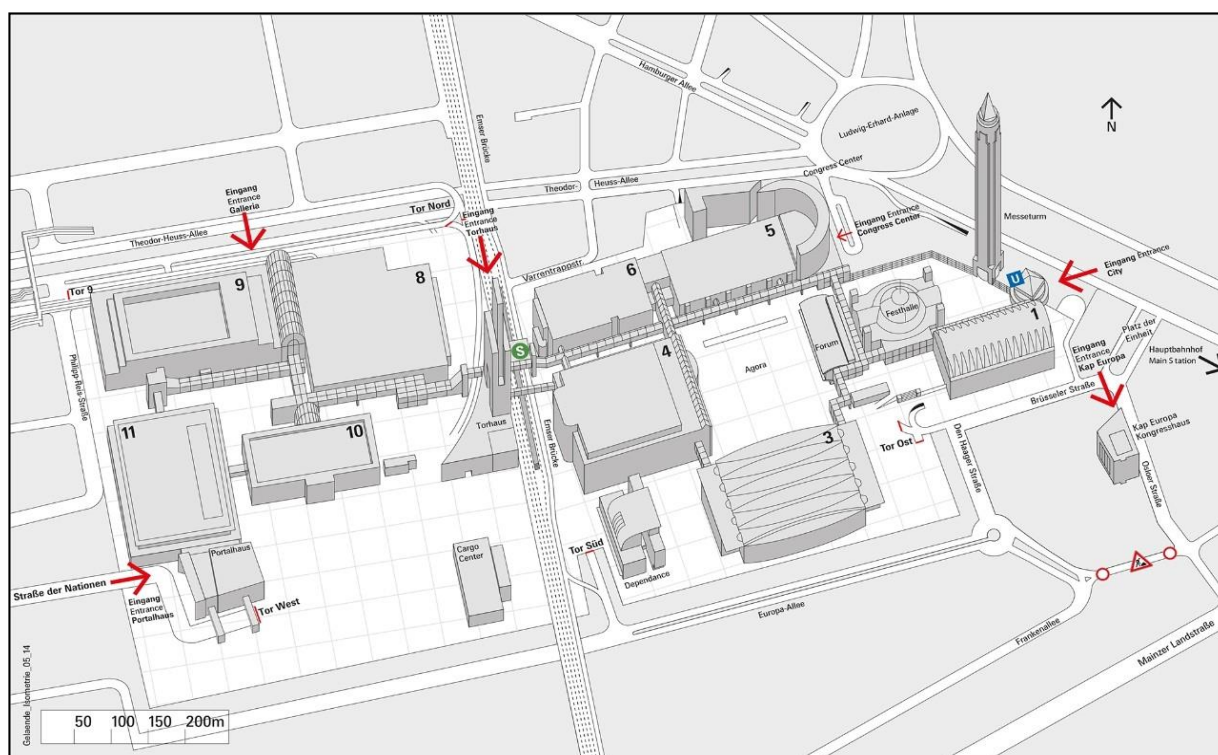 Hamburger Allee
Emser Brücke
Ludwig-Erhard-Anlage
N
Congress Center
Theodor-
Heuss-Allee
Eingang
Entrance
Galleria
Tor Nord
Eingang
Entrance
Torhaus
Theodor-Heuss-Allee
Messeturm
Eingang Entrance
Congress Center
Eingang Entrance
City
Varrentrappstr.
5
6
8
9
Tor 9
U
1
Festhalle
Forum
Platz der
Einheit
Eingang
Entrance
Kap Europa
Hauptbahnhof
Main Station
S
4
Agora
Philipp-Reis-Straße
Brüsseler Straße
11
10
Torhaus
Emser Brücke
3
Tor Ost
Den Haager Straße
Kap Europa
Kongresshaus
Osloer Straße
Portalhaus
Cargo
Center
Tor Süd
Dependance
Straße der Nationen
Eingang
Entrance
Portalhaus
Tor West
Europa-Allee
Frankenallee
Mainzer Landstraße
Gelaende_Isometrie_05_14
50 100 150 200m